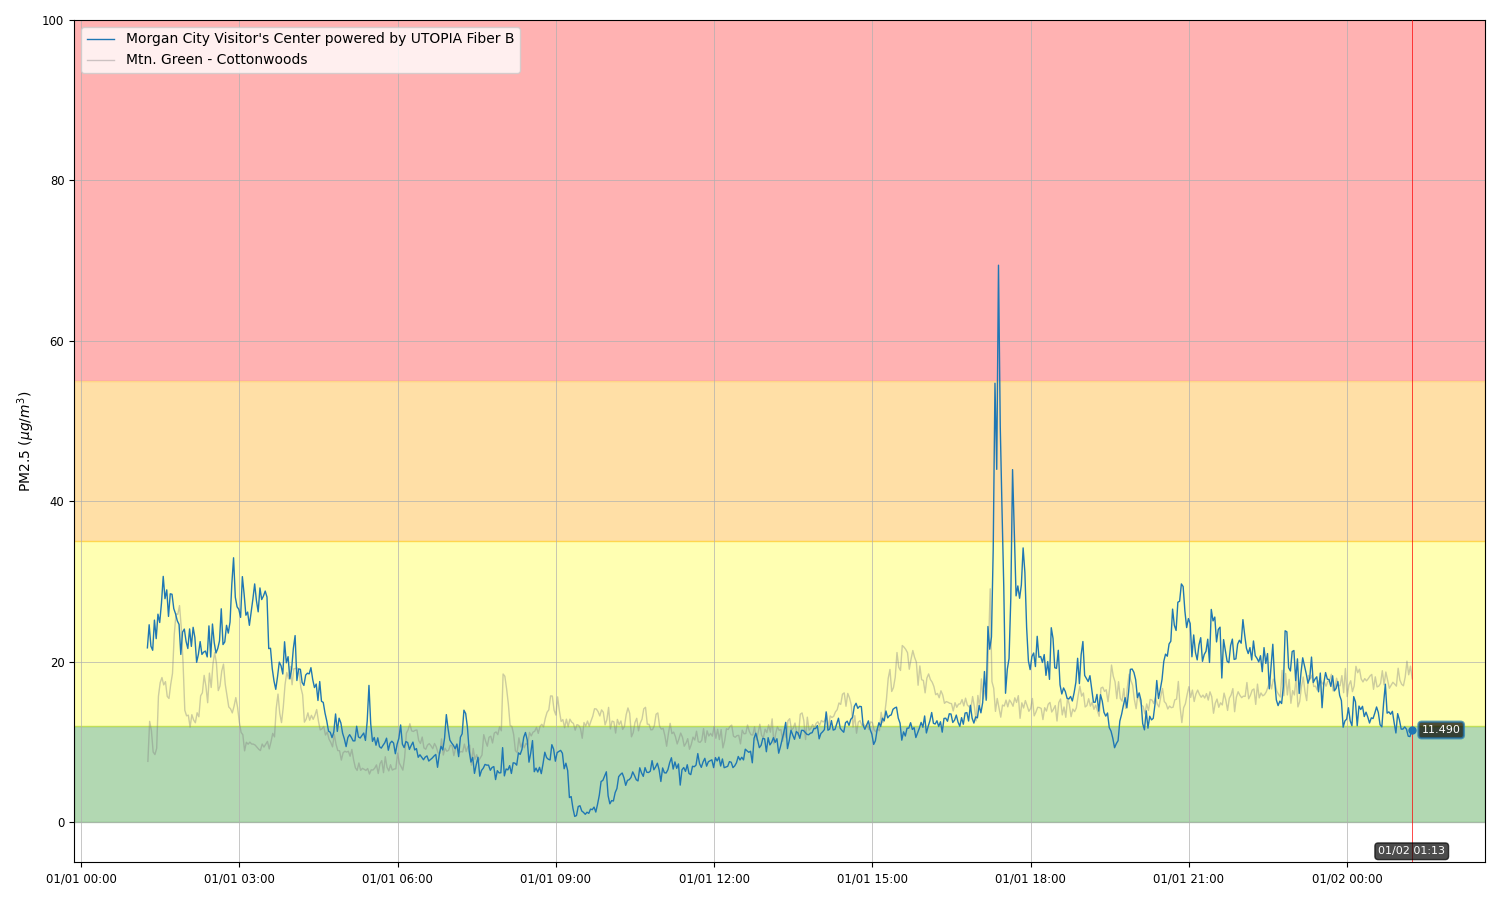 100
80
60
40
20
0
PM2.5 (μg/m³)
Morgan City Visitor's Center powered by UTOPIA Fiber B
Mtn. Green - Cottonwoods
11.490
01/02 01:13
01/01 00:00 01/01 03:00 01/01 06:00 01/01 09:00 01/01 12:00 01/01 15:00 01/01 18:00 01/01 21:00 01/02 00:00